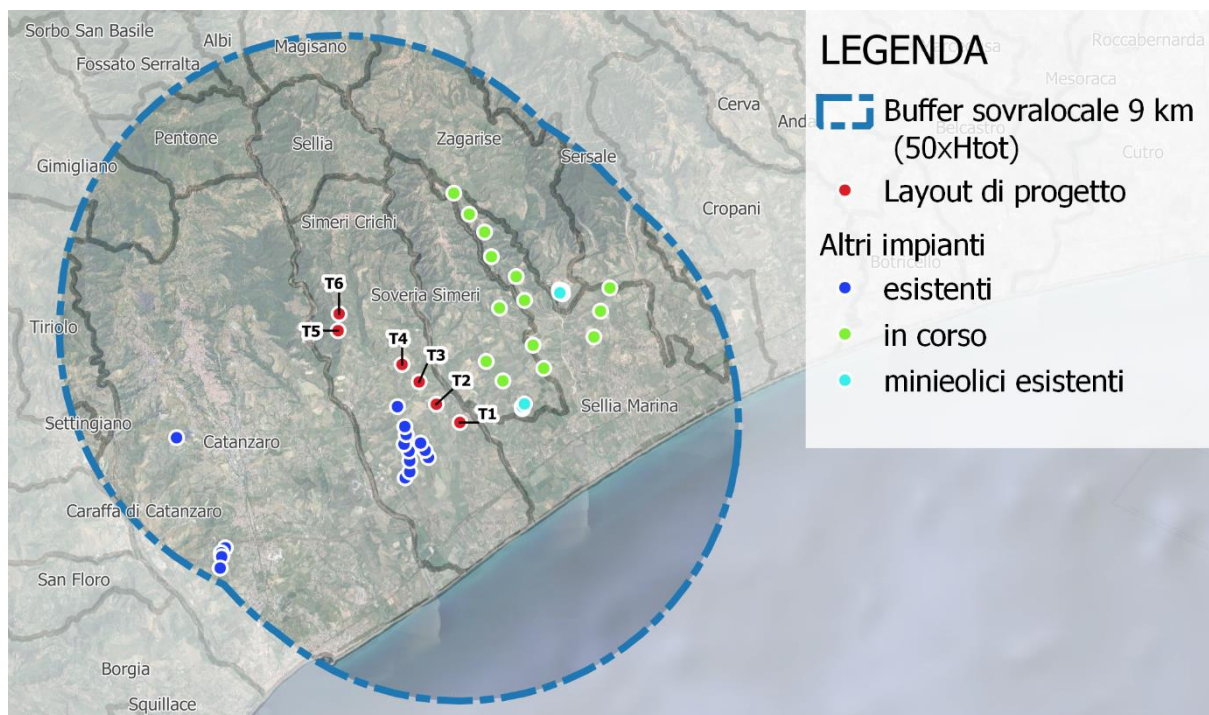 Sorbo San Basile
Albi
Magisano
Fossato Serralta
Pentone
Sellia
Zagarise
Cerva
Gimigliano
Sersale
Simeri Crichi
Cropani
T6
Soveria Simeri
Tiriolo
T5
T4
T3
T2
T1
Sellia Marina
Settingiano
Catanzaro
Caraffa di Catanzaro
San Floro
Borgia
Squillace
LEGENDA
Roccabernarda
Mesoraca
Buffer sovralocale 9 km
(50xHtot)
Belcastro
Cutro
Layout di progetto
Altri impianti
Botricello
esistenti
in corso
minieolici esistenti